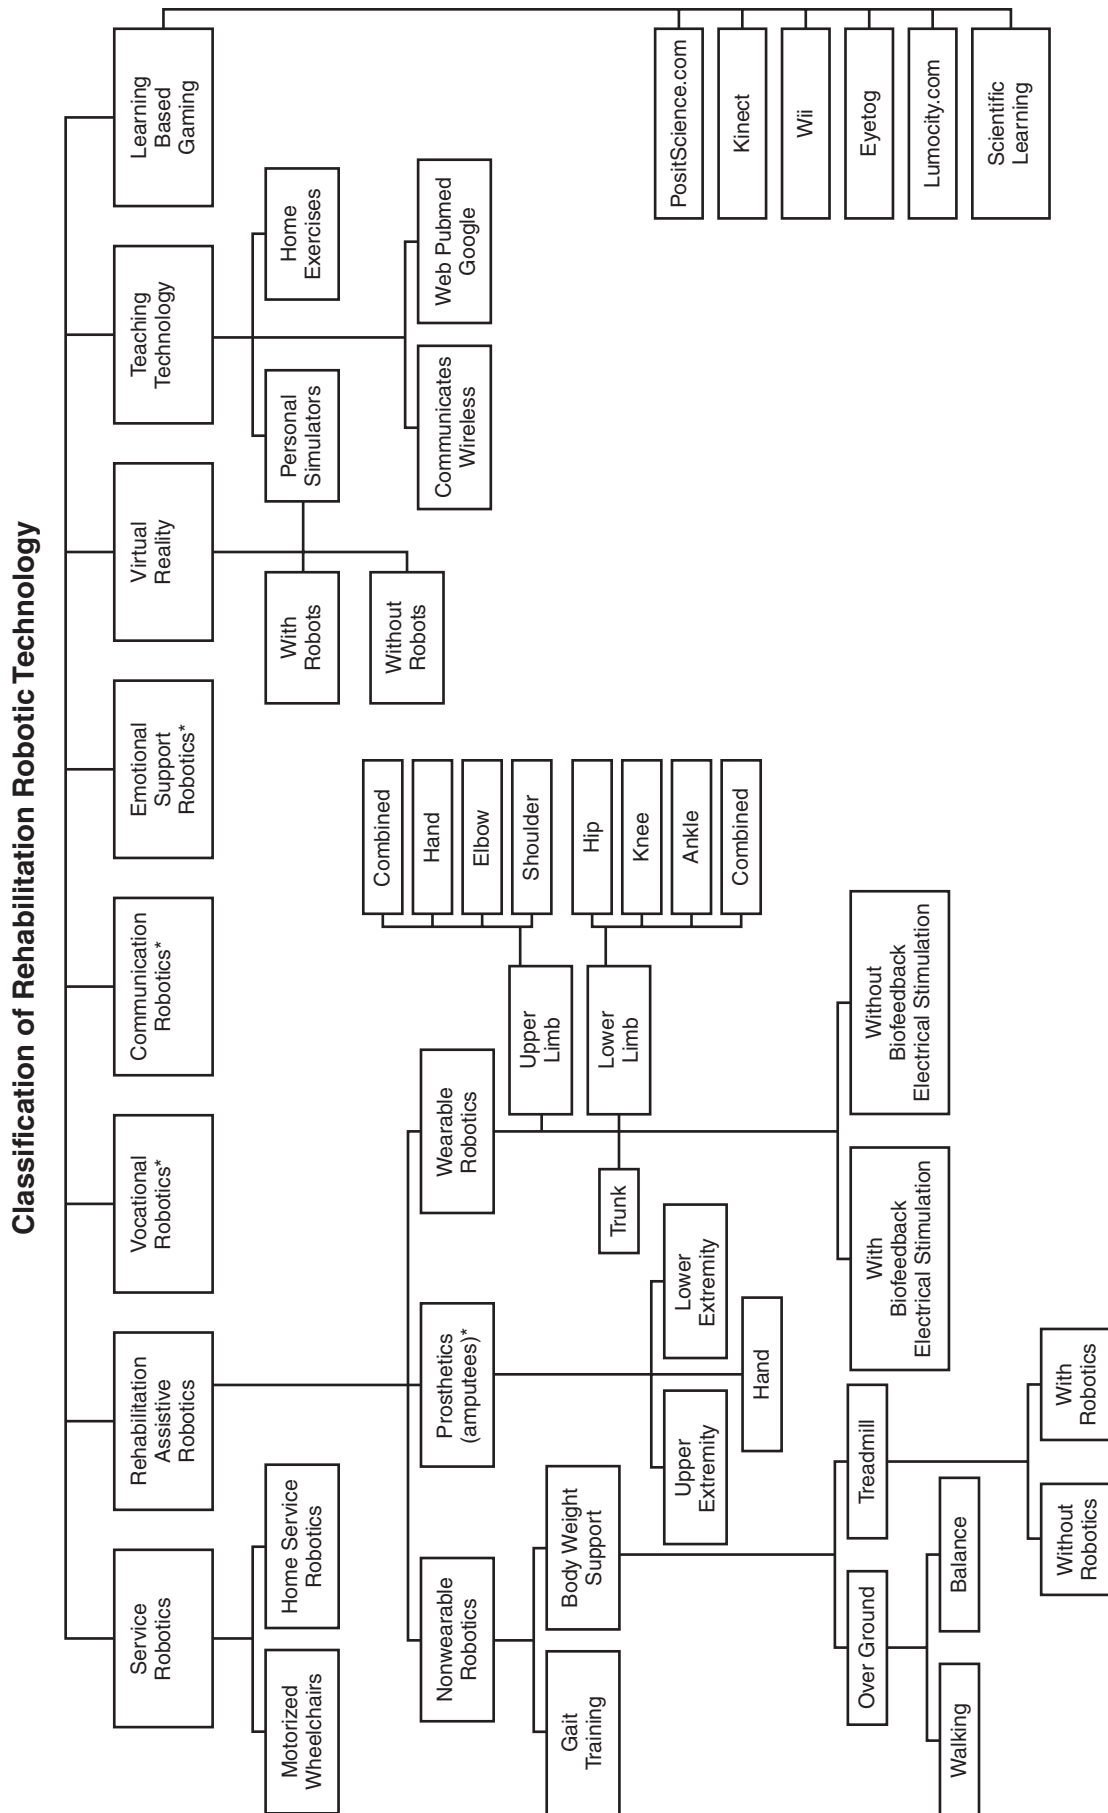 Classification of Rehabilitation Robotic Technology
Service
Robotics
Rehabilitation
Assistive
Robotics
Vocational
Robotics*
Communication
Robotics*
Emotional
Support
Robotics*
Virtual
Reality
Teaching
Technology
Learning
Based
Gaming
Motorized
Wheelchairs
Home Service
Robotics
With
Robots
Without
Robots
Personal
Simulators
Home
Exercises
Communicates
Wireless
Web Pubmed
Google
Nonwearable
Robotics
Prosthetics
(amputees)*
Wearable
Robotics
Gait
Training
Body Weight
Support
Upper
Extremity
Lower
Extremity
Hand
Trunk
Upper
Limb
Lower
Limb
Combined
Hand
Elbow
Shoulder
Hip
Knee
Ankle
Combined
With
Biofeedback
Electrical Stimulation
Without
Biofeedback
Electrical Stimulation
Over Ground
Treadmill
Walking
Balance
Without
Robotics
With
Robotics
PositScience.com
Kinect
Wii
Eyetog
Lumocity.com
Scientific
Learning